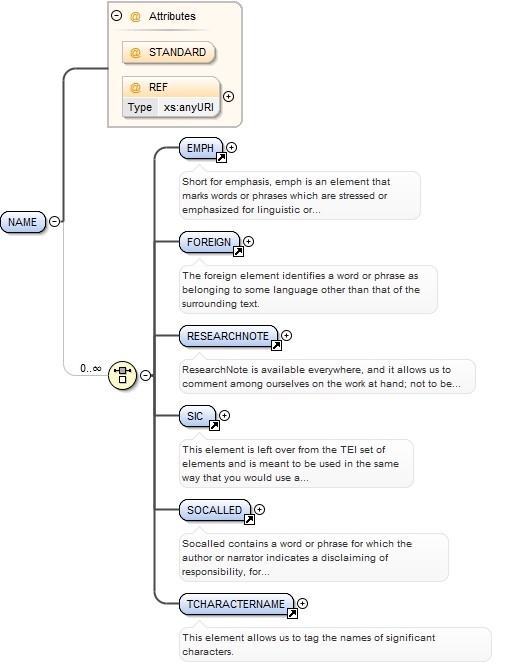 Attributes
@ STANDARD
@ REF
Type xs:anyURI
NAME
0..∞
EMPH
Short for emphasis, emph is an element that
marks words or phrases which are stressed or
emphasized for linguistic or...
FOREIGN
The foreign element identifies a word or phrase as
belonging to some language other than that of the
surrounding text.
RESEARCHNOTE
ResearchNote is available everywhere, and it allows us to
comment among ourselves on the work at hand; not to be...
SIC
This element is left over from the TEI set of
elements and is meant to be used in the same
way that you would use a...
SOCALLED
Socalled contains a word or phrase for which the
author or narrator indicates a disclaiming of
responsibility, for...
TCHARACTERNAME
This element allows us to tag the names of significant
characters.